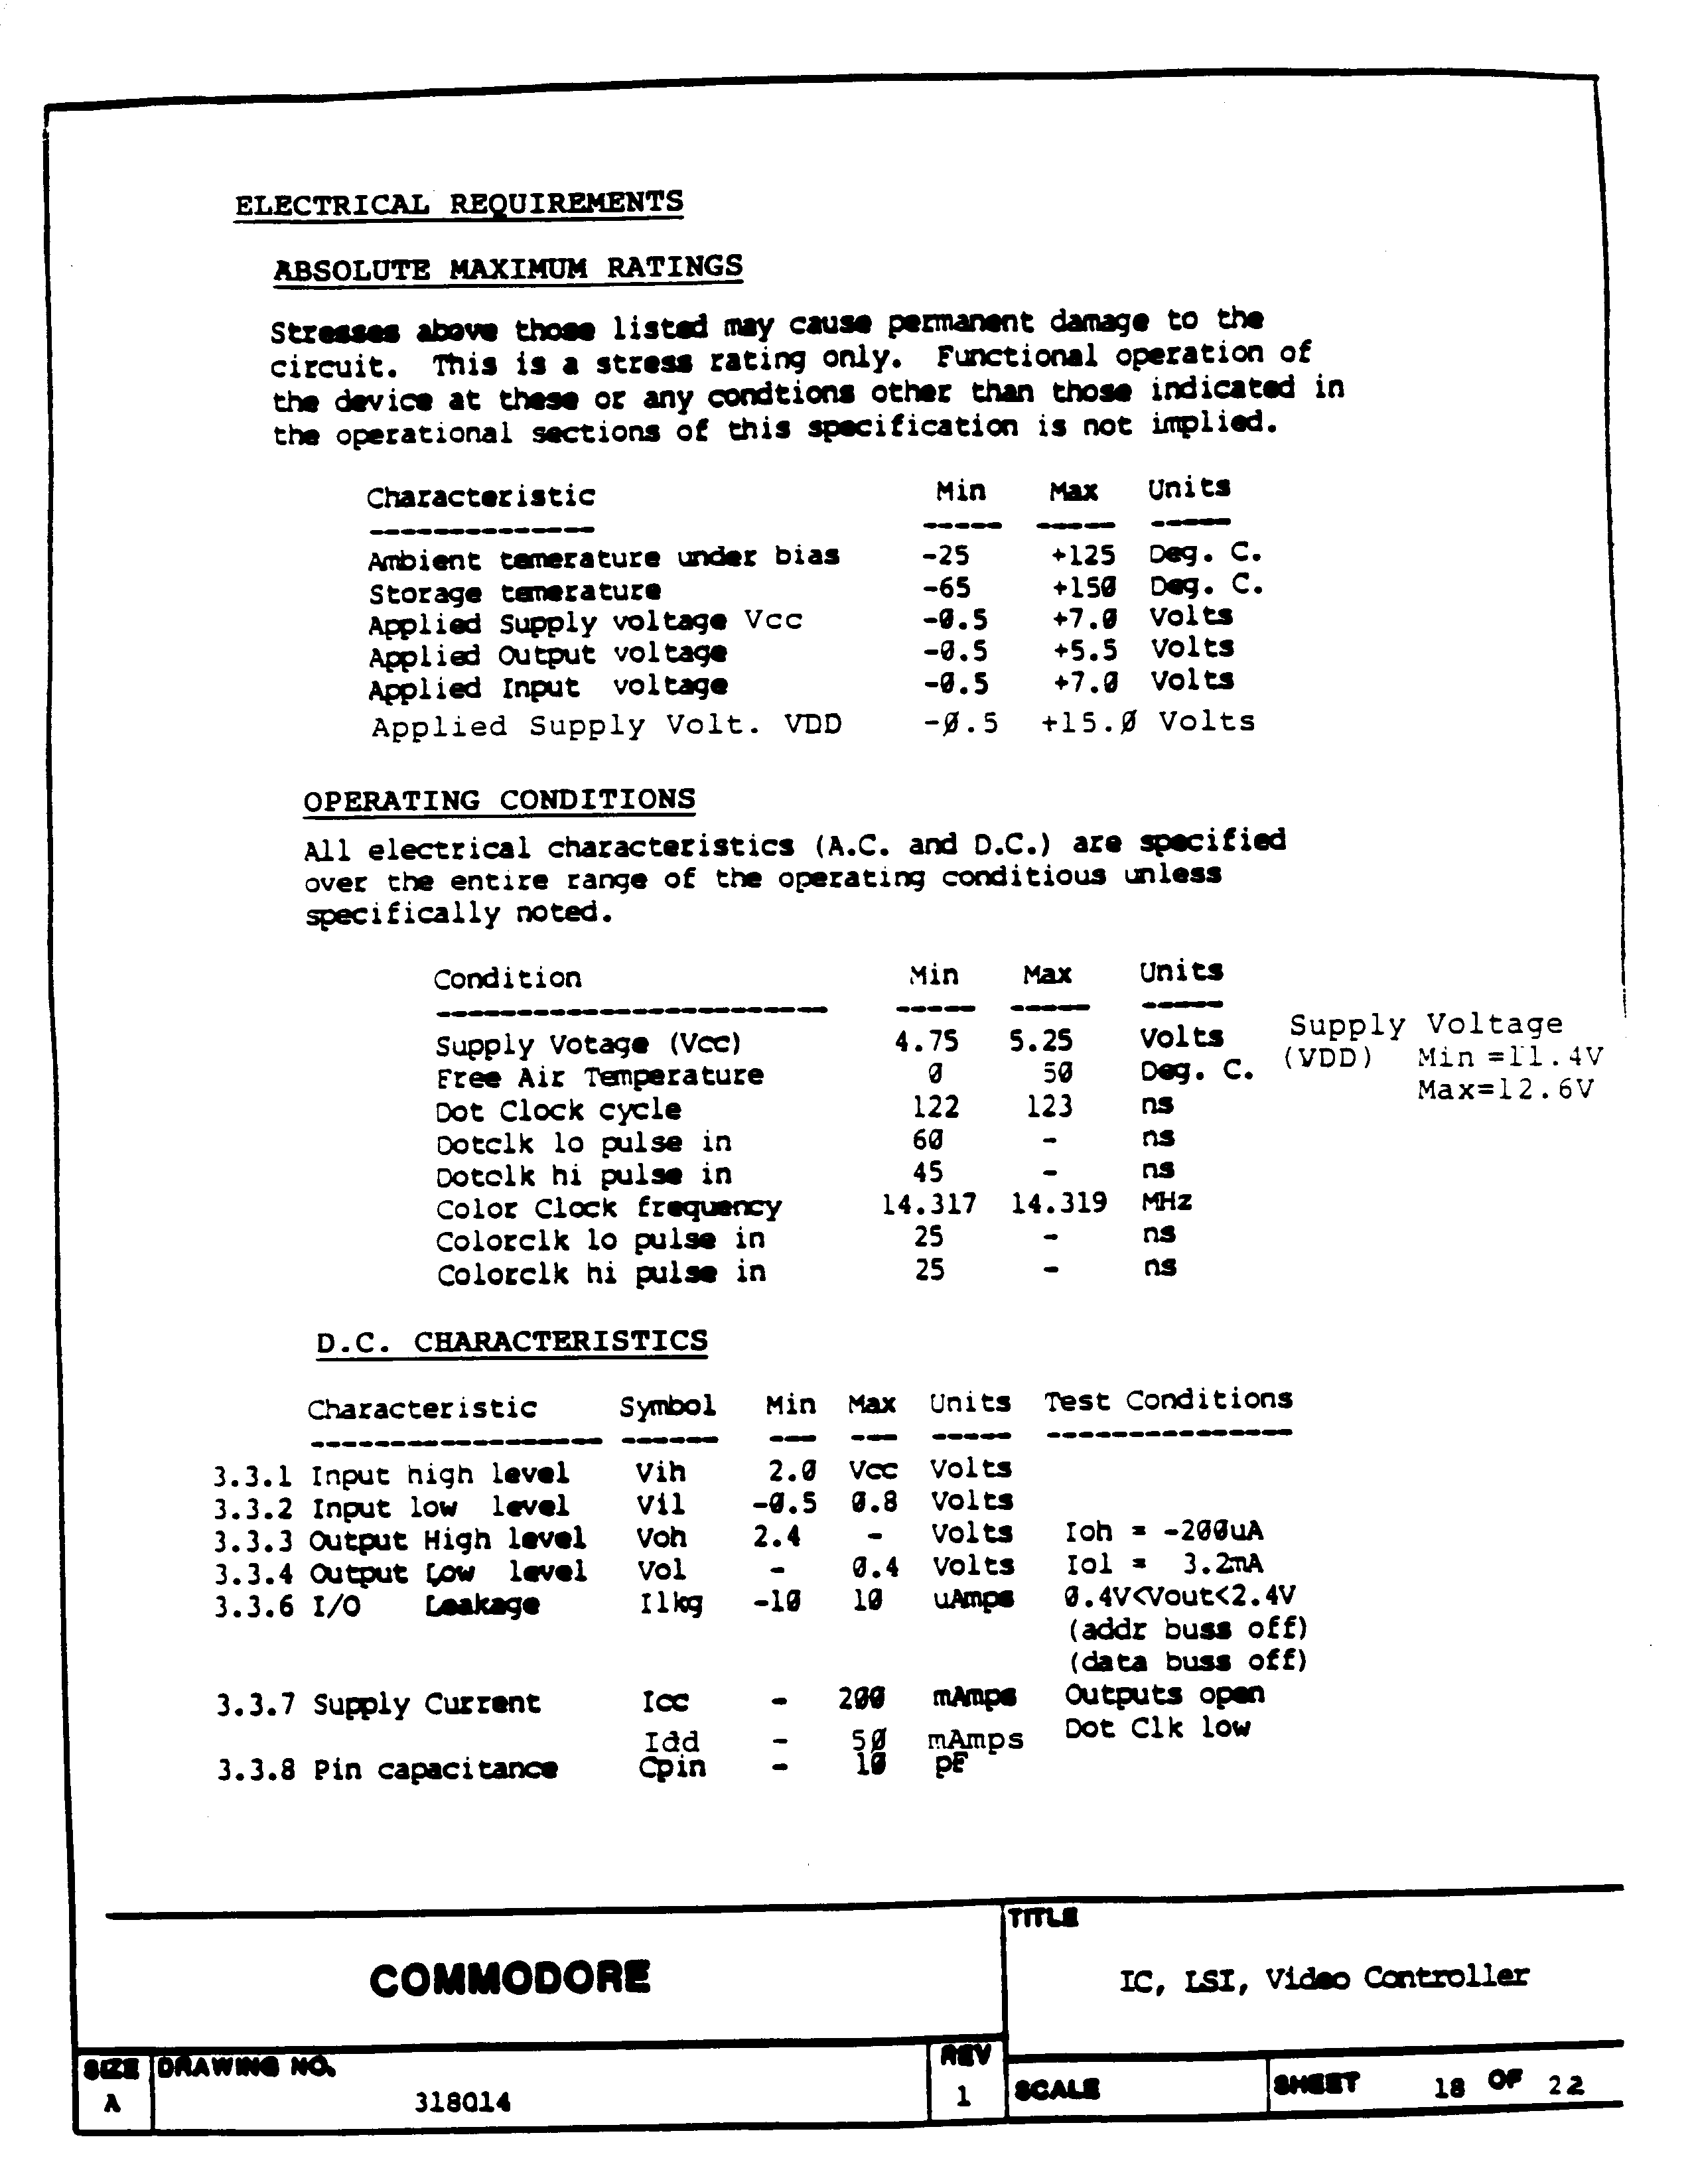 ELECTRICAL REQUIREMENTS
ABSOLUTE MAXIMUM RATINGS
Stresses above those listed may cause permanent damage to the
circuit. This is a stress rating only. Functional operation of
the device at these or any condtions other than those indicated in
the operational sections of this specification is not implied.
Characteristic Min Max Units
-------------- ----- ----- -----
Ambient temerature under bias -25 +125 Deg. C.
Storage temerature -65 +150 Deg. C.
Applied Supply voltage Vcc -0.5 +7.0 Volts
Applied Output voltage -0.5 +5.5 Volts
Applied Input voltage -0.5 +7.0 Volts
Applied Supply Volt. VDD -0.5 +15.0 Volts
OPERATING CONDITIONS
All electrical characteristics (A.C. and D.C.) are specified
over the entire range of the operating conditious unless
specifically noted.
Condition Min Max Units
------------------------ ----- ----- -----
Supply Votage (Vcc) 4.75 5.25 Volts
Free Air Temperature 0 50 Deg. C.
Dot Clock cycle 122 123 ns
Dotclk lo pulse in 60 - ns
Dotclk hi pulse in 45 - ns
Color Clock frequency 14.317 14.319 MHz
Colorclk lo pulse in 25 - ns
Colorclk hi pulse in 25 - ns
Supply Voltage
(VDD) Min =11.4V
Max=12.6V
D.C. CHARACTERISTICS
Characteristic Symbol Min Max Units Test Conditions
------------------ ------ --- --- ----- ---------------
3.3.1 Input high level Vih 2.0 Vcc Volts
3.3.2 Input low level Vil -0.5 0.8 Volts
3.3.3 Output High level Voh 2.4 - Volts Ioh = -200uA
3.3.4 Output Low level Vol - 0.4 Volts Iol = 3.2mA
3.3.6 I/O Leakage Ilkg -10 10 uAmps 0.4V<Vout<2.4V
(addr buss off)
(data buss off)
3.3.7 Supply Current Icc - 200 mAmps Outputs open
Idd - 50 mAmps Dot Clk low
3.3.8 Pin capacitance Cpin - 10 pF
COMMODORE
TITLE
IC, LSI, Video Controller
SIZE
A
DRAWING NO.
318014
REV
1
SCALE
SHEET 18 OF 22